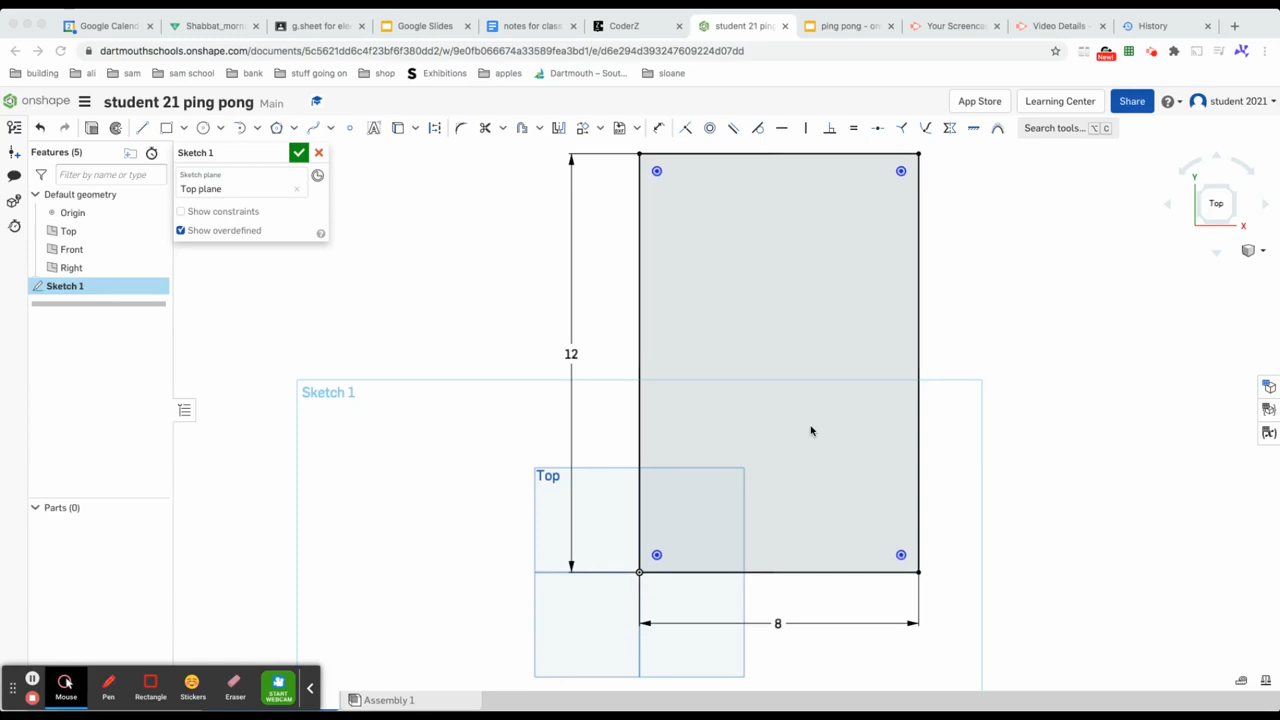 Google Calend
Shabbat_morn
g.sheet for ele
Google Slides
notes for class
CoderZ
student 21 ping
ping pong - on
Your Screenca
Video Details -
History
dartmouthschools.onshape.com/documents/5c5621dd6c4f23bf6f380dd2/w/9e0fb066674a33589fea3bd1/e/d6e294d393247609224d07dd
New!
building
ali
sam
sam school
bank
stuff going on
shop
Exhibitions
apples
Dartmouth – Sout...
sloane
onshape
student 21 ping pong Main
App Store
Learning Center
Share
student 2021
Search tools... ⌥ C
Features (5)
Filter by name or type
Default geometry
Origin
Top
Front
Right
Sketch 1
Parts (0)
Sketch 1
Sketch plane
Top plane
Show constraints
Show overdefined
12
Sketch 1
Top
8
Y
Top
X
Mouse
Pen
Rectangle
Stickers
Eraser
START
WEBCAM
Assembly 1